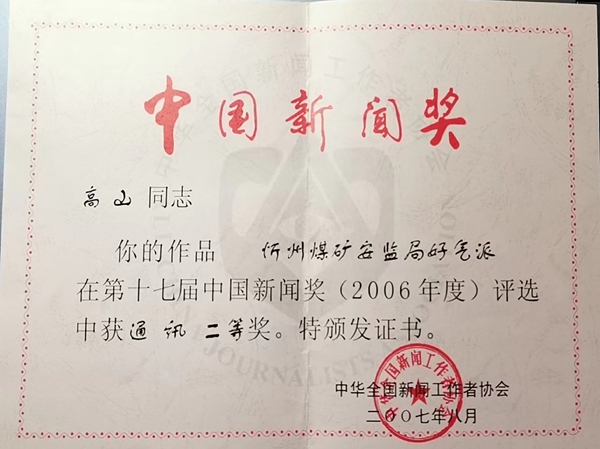 中国新闻奖
高山 同志
你的作品 忻州煤矿安监局好气派
在第十七届中国新闻奖（2006年度）评选
中获通讯 二等奖。特颁发证书。
中华全国新闻工作者协会
二〇〇七年八月